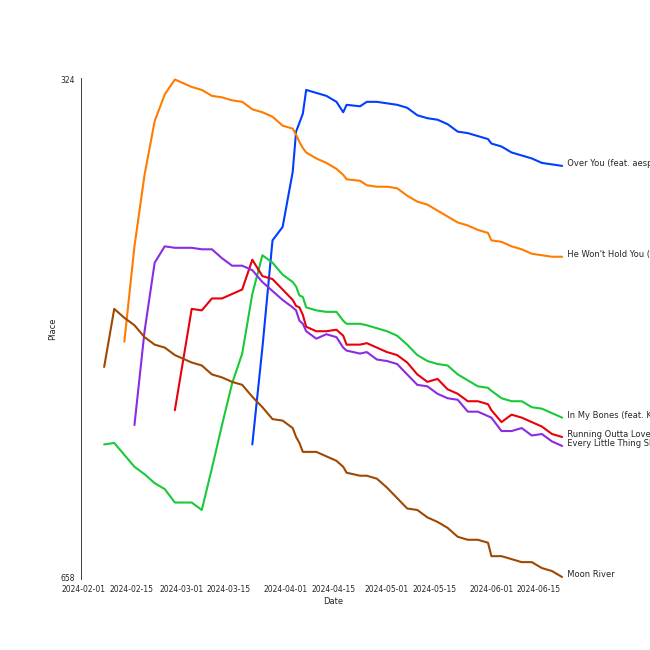 324
Over You (feat. aesp
He Won't Hold You (
Place
In My Bones (feat. K
Running Outta Love
Every Little Thing S
Moon River
658
2024-02-01 2024-02-15 2024-03-01 2024-03-15 2024-04-01 2024-04-15 2024-05-01 2024-05-15 2024-06-01 2024-06-15
Date